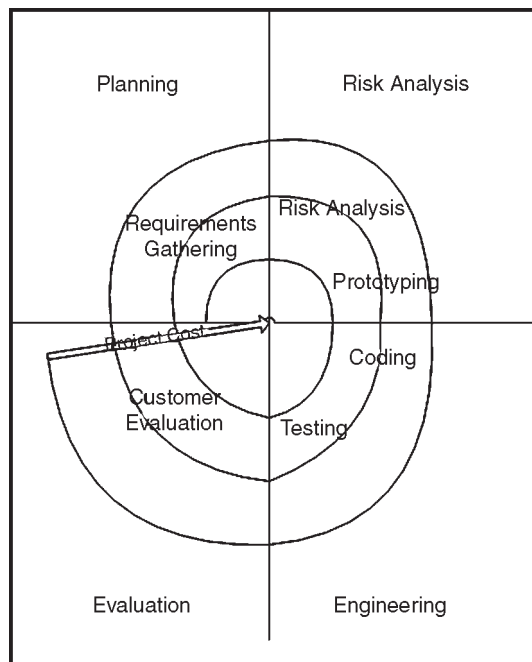 Planning
Risk Analysis
Requirements
Gathering
Risk Analysis
Prototyping
Project Cost
Coding
Customer
Evaluation
Testing
Evaluation
Engineering